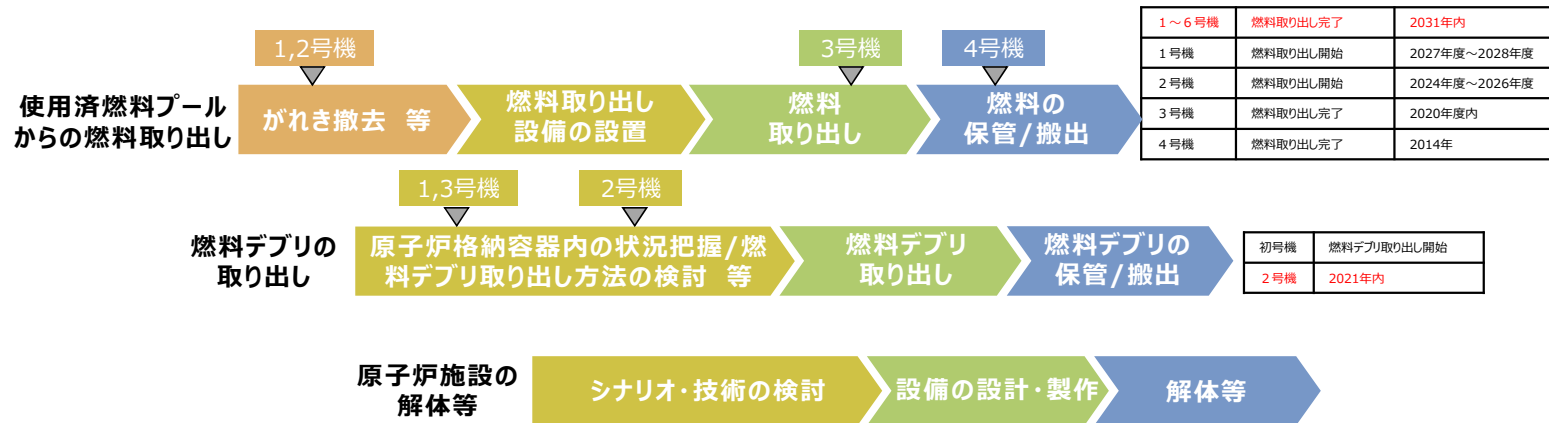 1,2号機
3号機
4号機
使用済燃料プール
からの燃料取り出し
がれき撤去 等
燃料取り出し
設備の設置
燃料
取り出し
燃料の
保管/搬出
1～6号機 燃料取り出し完了 2031年内
1号機 燃料取り出し開始 2027年度～2028年度
2号機 燃料取り出し開始 2024年度～2026年度
3号機 燃料取り出し完了 2020年度内
4号機 燃料取り出し完了 2014年
1,3号機
2号機
燃料デブリの
取り出し
原子炉格納容器内の状況把握/燃
料デブリ取り出し方法の検討 等
燃料デブリ
取り出し
燃料デブリの
保管/搬出
初号機 燃料デブリ取り出し開始
2号機 2021年内
原子炉施設の
解体等
シナリオ・技術の検討
設備の設計・製作
解体等